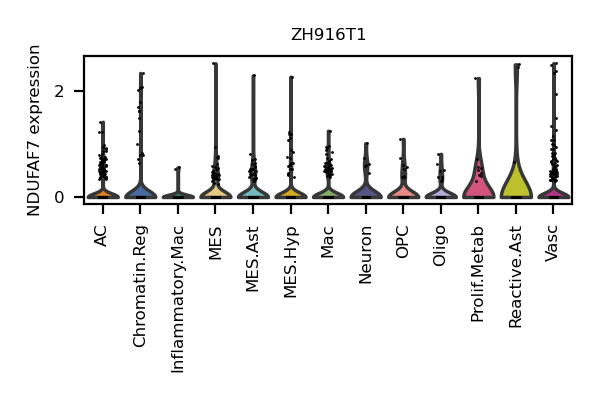 ZH916T1
NDUFAF7 expression
2
0
AC
Chromatin.Reg
Inflammatory.Mac
MES
MES.Ast
MES.Hyp
Mac
Neuron
OPC
Oligo
Prolif.Metab
Reactive.Ast
Vasc